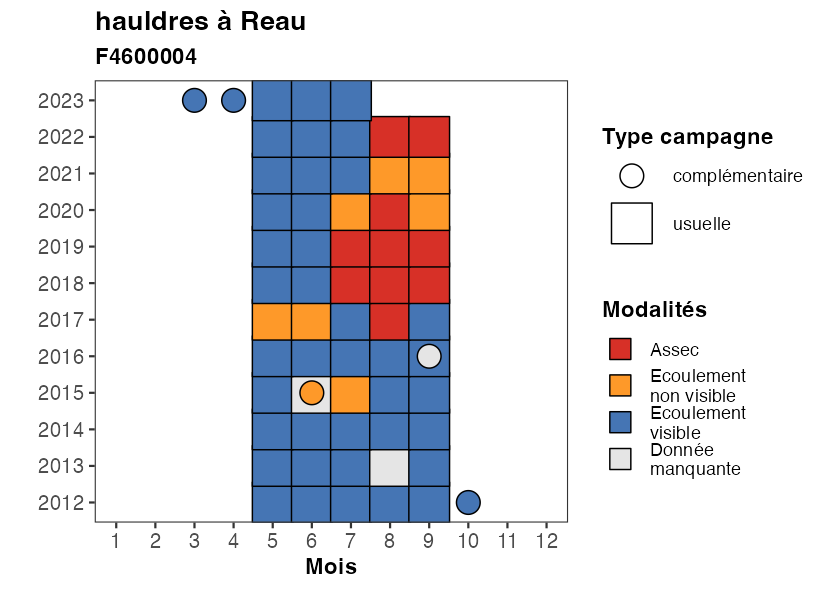 hauldres à Reau
F4600004
2023
2022
2021
2020
2019
2018
2017
2016
2015
2014
2013
2012
1 2 3 4 5 6 7 8 9 10 11 12
Mois
Type campagne
complémentaire
usuelle
Modalités
Assec
Ecoulement
non visible
Ecoulement
visible
Donnée
manquante